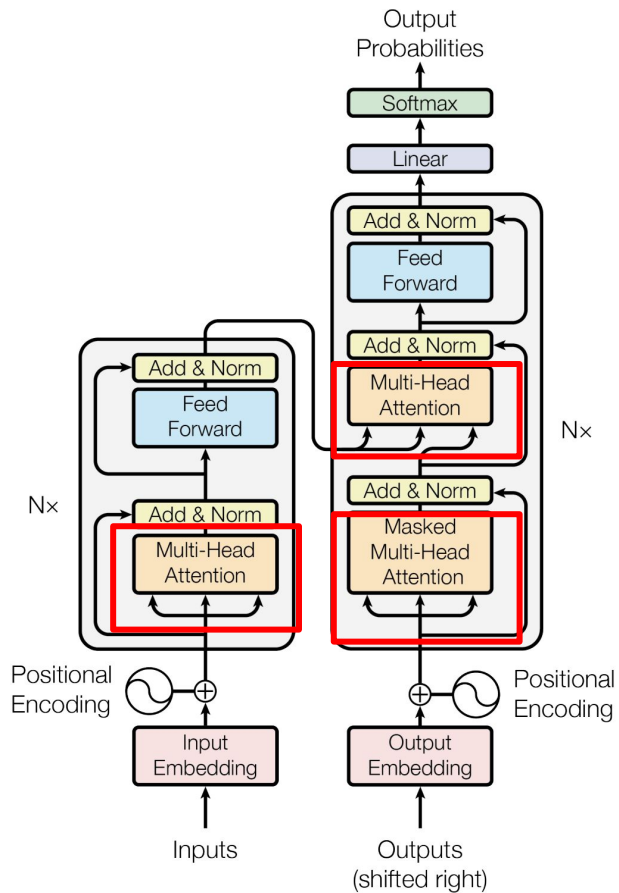 Output
Probabilities
Softmax
Linear
Add & Norm
Feed
Forward
Add & Norm
Multi-Head
Attention
Add & Norm
Masked
Multi-Head
Attention
N×
Add & Norm
Feed
Forward
N×
Add & Norm
Multi-Head
Attention
Positional
Encoding
Positional
Encoding
Input
Embedding
Output
Embedding
Inputs
Outputs
(shifted right)